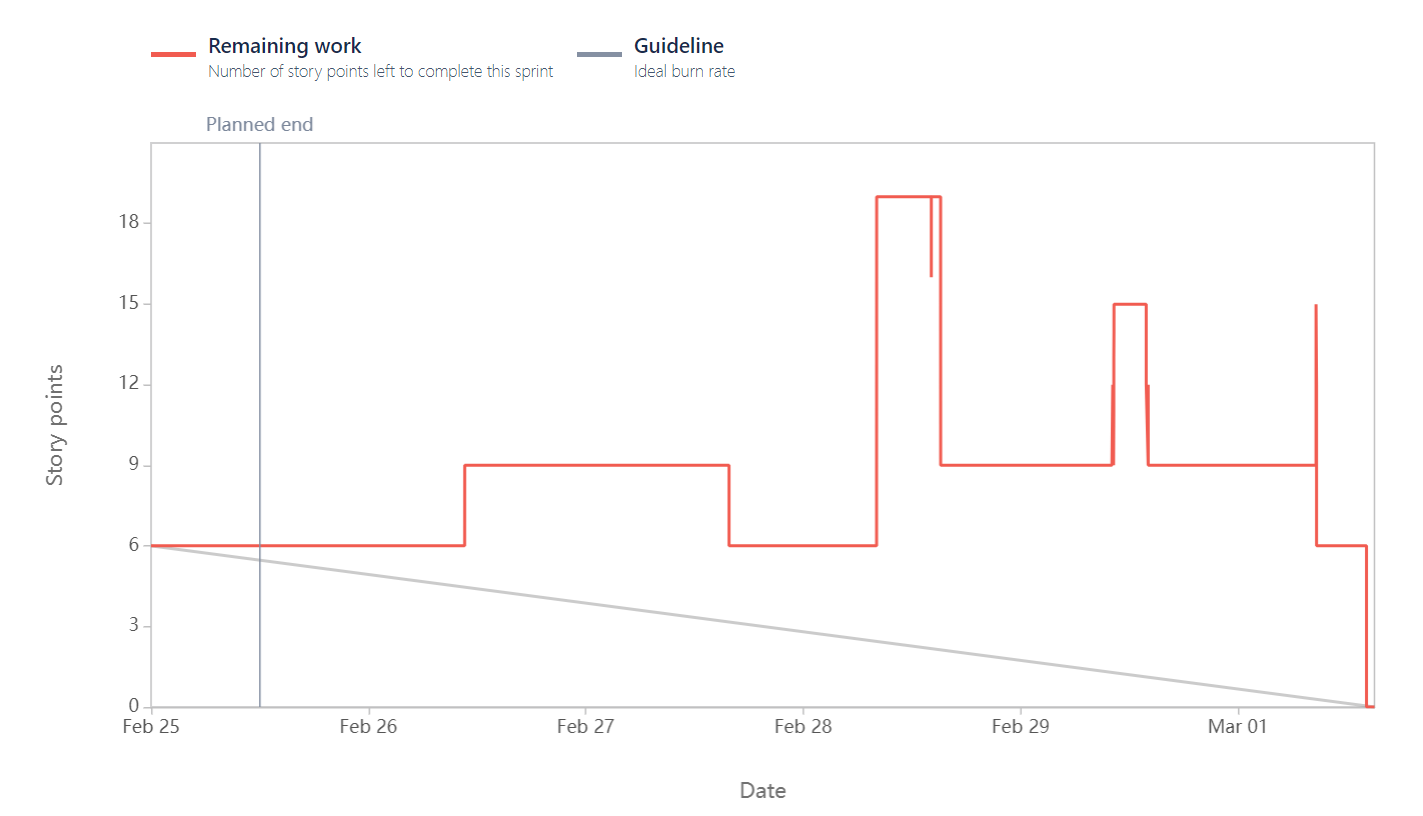 Remaining work
Number of story points left to complete this sprint
Guideline
Ideal burn rate
Planned end
18
15
12
9
6
3
0
Story points
Feb 25
Feb 26
Feb 27
Feb 28
Feb 29
Mar 01
Date